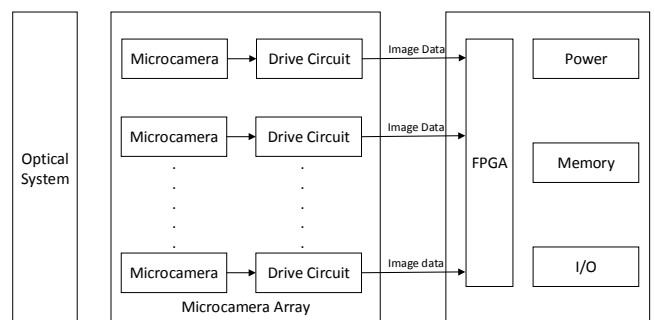 Optical
System
Microcamera
Drive Circuit
Image Data
Microcamera
Drive Circuit
Image Data
.
.
.
.
.
.
.
.
.
.
Microcamera
Drive Circuit
Image data
Microcamera Array
FPGA
Power
Memory
I/O